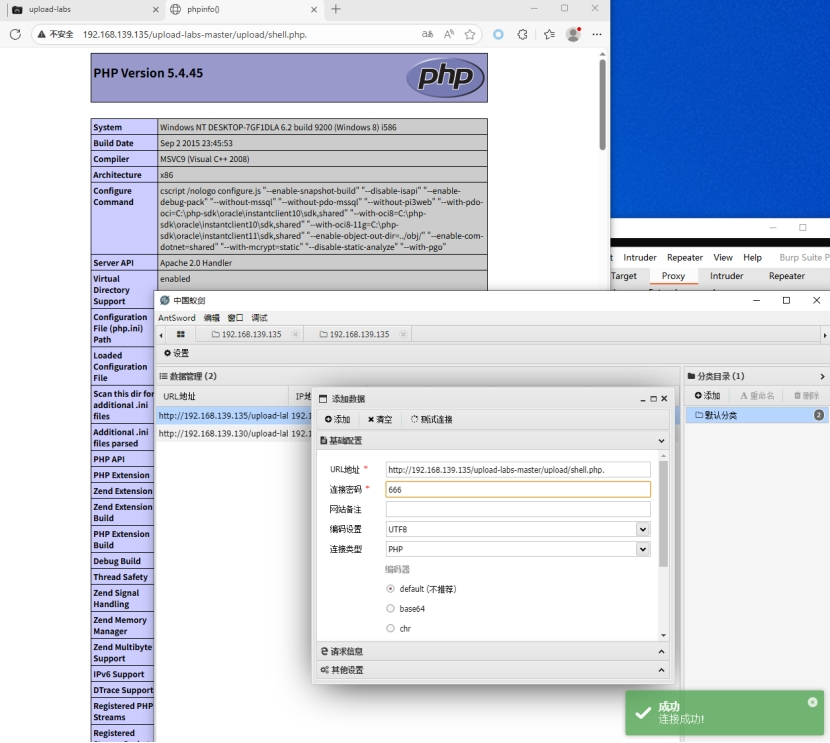 upload-labs
phpinfo()
不安全 192.168.139.135/upload-labs-master/upload/shell.php.
PHP Version 5.4.45
php
System Windows NT DESKTOP-7GF1DLA 6.2 build 9200 (Windows 8) i586
Build Date Sep 2 2015 23:45:53
Compiler MSVC9 (Visual C++ 2008)
Architecture x86
Configure Command
cscript /nologo configure.js "--enable-snapshot-build" "--disable-isapi" "--enable-
debug-pack" "--without-mssql" "--without-pdo-mssql" "--without-pi3web" "--with-pdo-
oci=C:\php-sdk\oracle\instantclient10\sdk,shared" "--with-oci8=C:\php-
sdk\oracle\instantclient10\sdk,shared" "--with-oci8-11g=C:\php-
sdk\oracle\instantclient11\sdk,shared" "--enable-object-out-dir=../obj/" "--enable-com-
dotnet=shared" "--with-mcrypt=static" "--disable-static-analyze" "--with-pgo"
Server API Apache 2.0 Handler
Virtual Directory Support enabled
Configuration
File (php.ini)
Path
Loaded
Configuration
File
Scan this dir for
additional .ini
files
Additional .ini
files parsed
PHP API
PHP Extension
Zend Extension
Zend Extension
Build
PHP Extension
Build
Debug Build
Thread Safety
Zend Signal
Handling
Zend Memory
Manager
Zend Multibyte
Support
IPv6 Support
DTrace Support
Registered PHP
Streams
Registered
Intruder Repeater View Help Burp Suite P
Target Proxy Intruder Repeater
中国蚁剑
AntSword 编辑 窗口 调试
192.168.139.135 192.168.139.135
设置
数据管理 (2)
URL地址 IP地
http://192.168.139.135/upload-lal 192.1
http://192.168.139.130/upload-lal 192.1
分类目录 (1)
添加 重命名 删除
默认分类 2
添加数据
添加 清空 测试连接
基础配置
URL地址 * http://192.168.139.135/upload-labs-master/upload/shell.php.
连接密码 * 666
网站备注
编码设置 UTF8
连接类型 PHP
编码器
default (不推荐)
base64
chr
请求信息
其他设置
成功
连接成功!